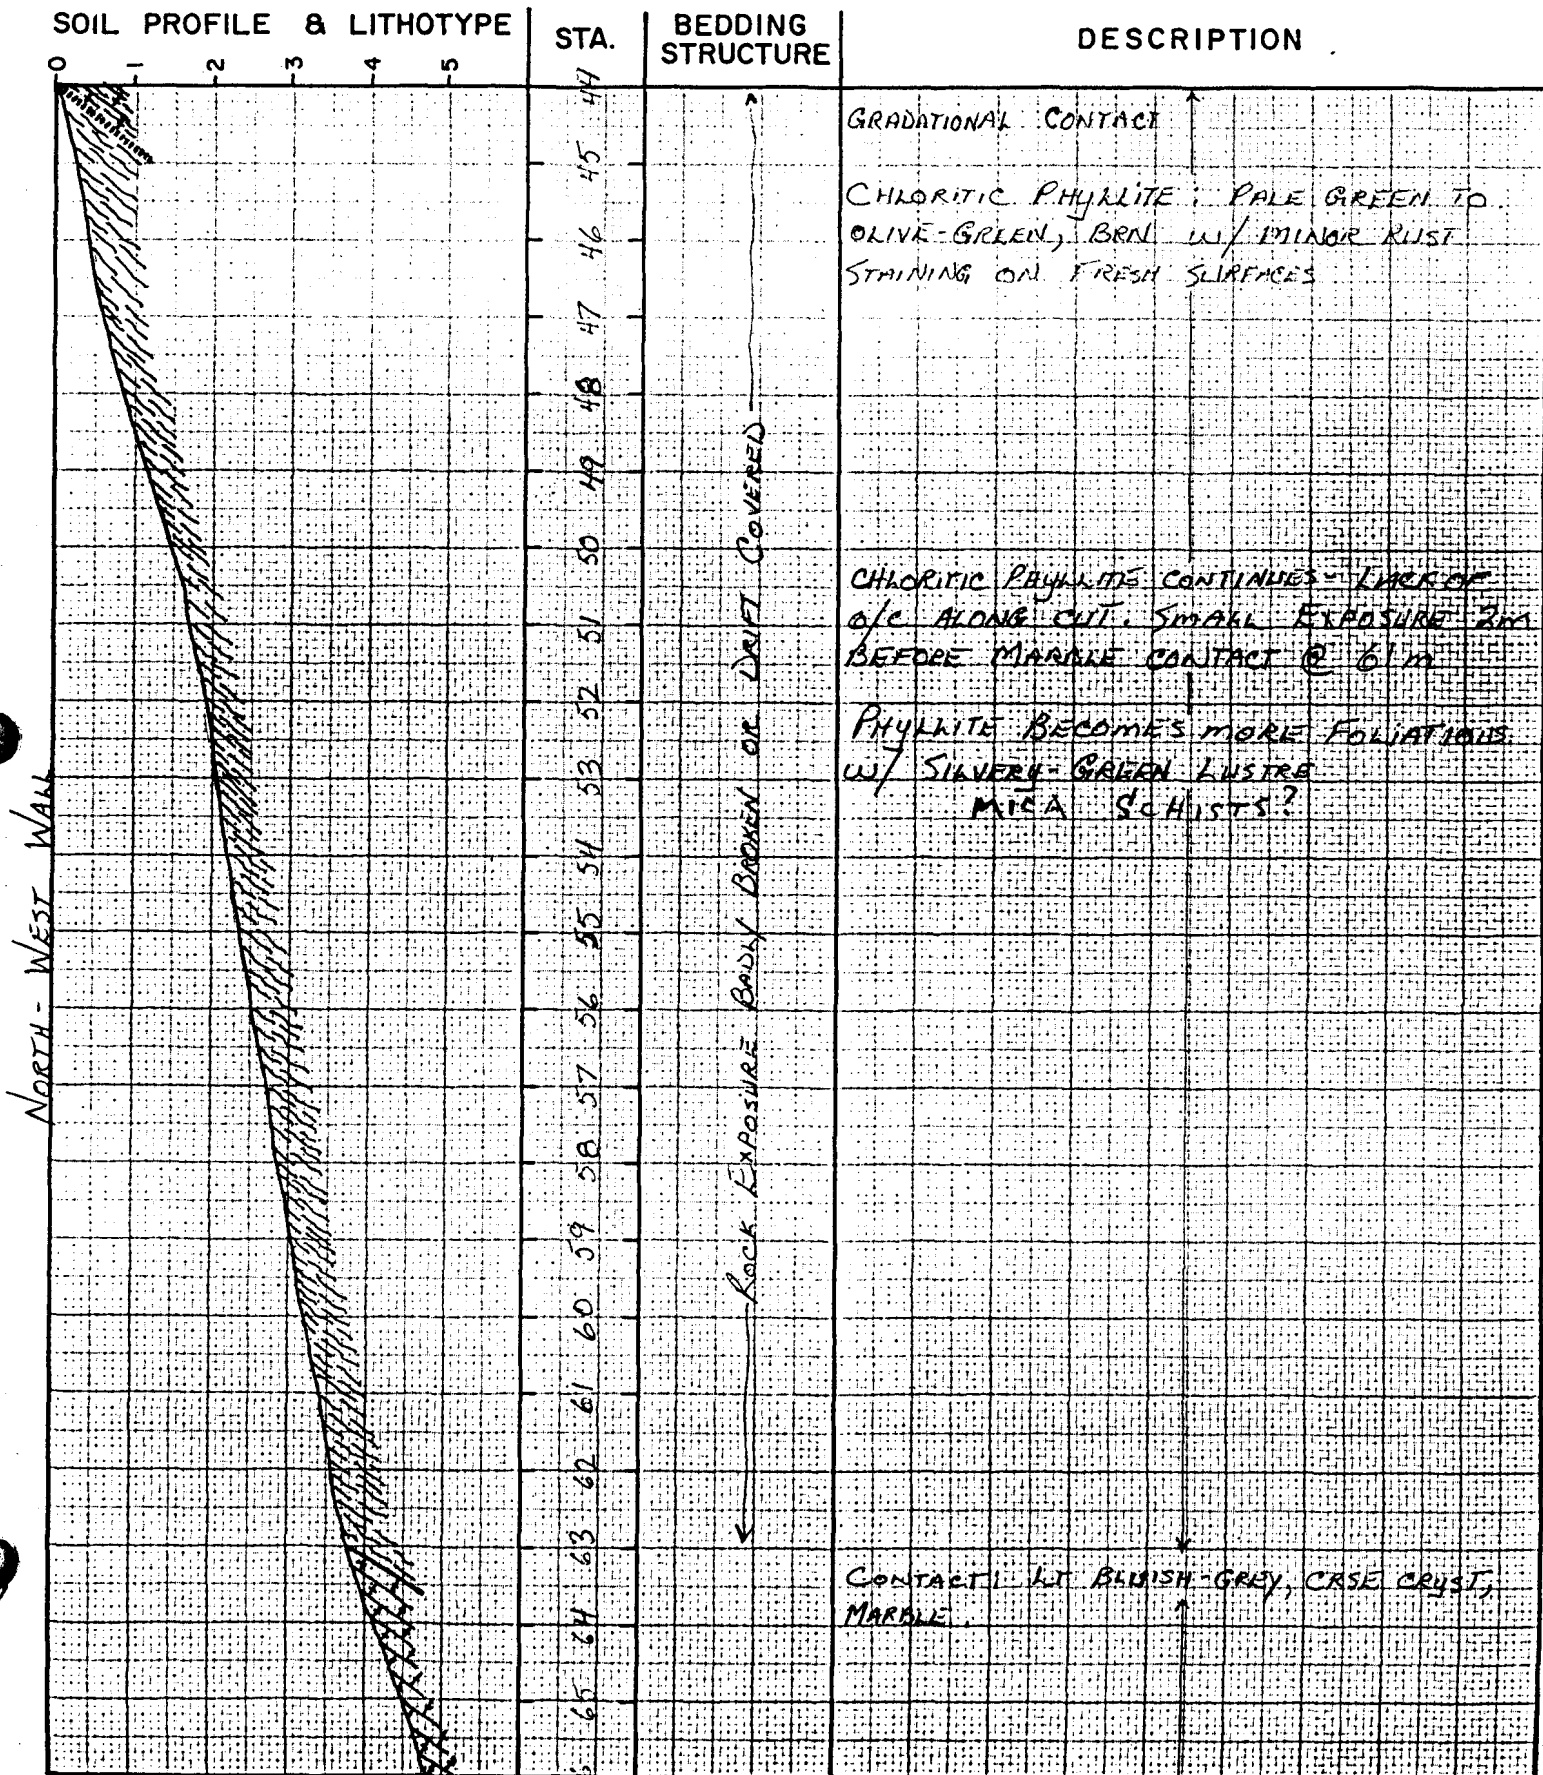 SOIL PROFILE & LITHOTYPE
STA.
BEDDING
STRUCTURE
DESCRIPTION
0 1 2 3 4 5
44
45
46
47
48
49
50
51
52
53
54
55
56
57
58
59
60
61
62
63
64
65
NORTH-WEST WALL
ROCK EXPOSURE BADLY BROKEN OR DRIFT COVERED
GRADATIONAL CONTACT
CHLORITIC PHYLLITE: PALE GREEN TO
OLIVE-GREEN, BRN W/ MINOR RUST
STAINING ON FRESH SURFACES
CHLORITIC PHYLLITE CONTINUES - LACK OF
O/C ALONG CUT. SMALL EXPOSURE 2m
BEFORE MARBLE CONTACT @ 61m
PHYLLITE BECOMES MORE FOLIATIOUS
W/ SILVERY-GREEN LUSTRE
MICA SCHISTS?
CONTACT: LT BLUISH-GREY, CRSE CRYST,
MARBLE.